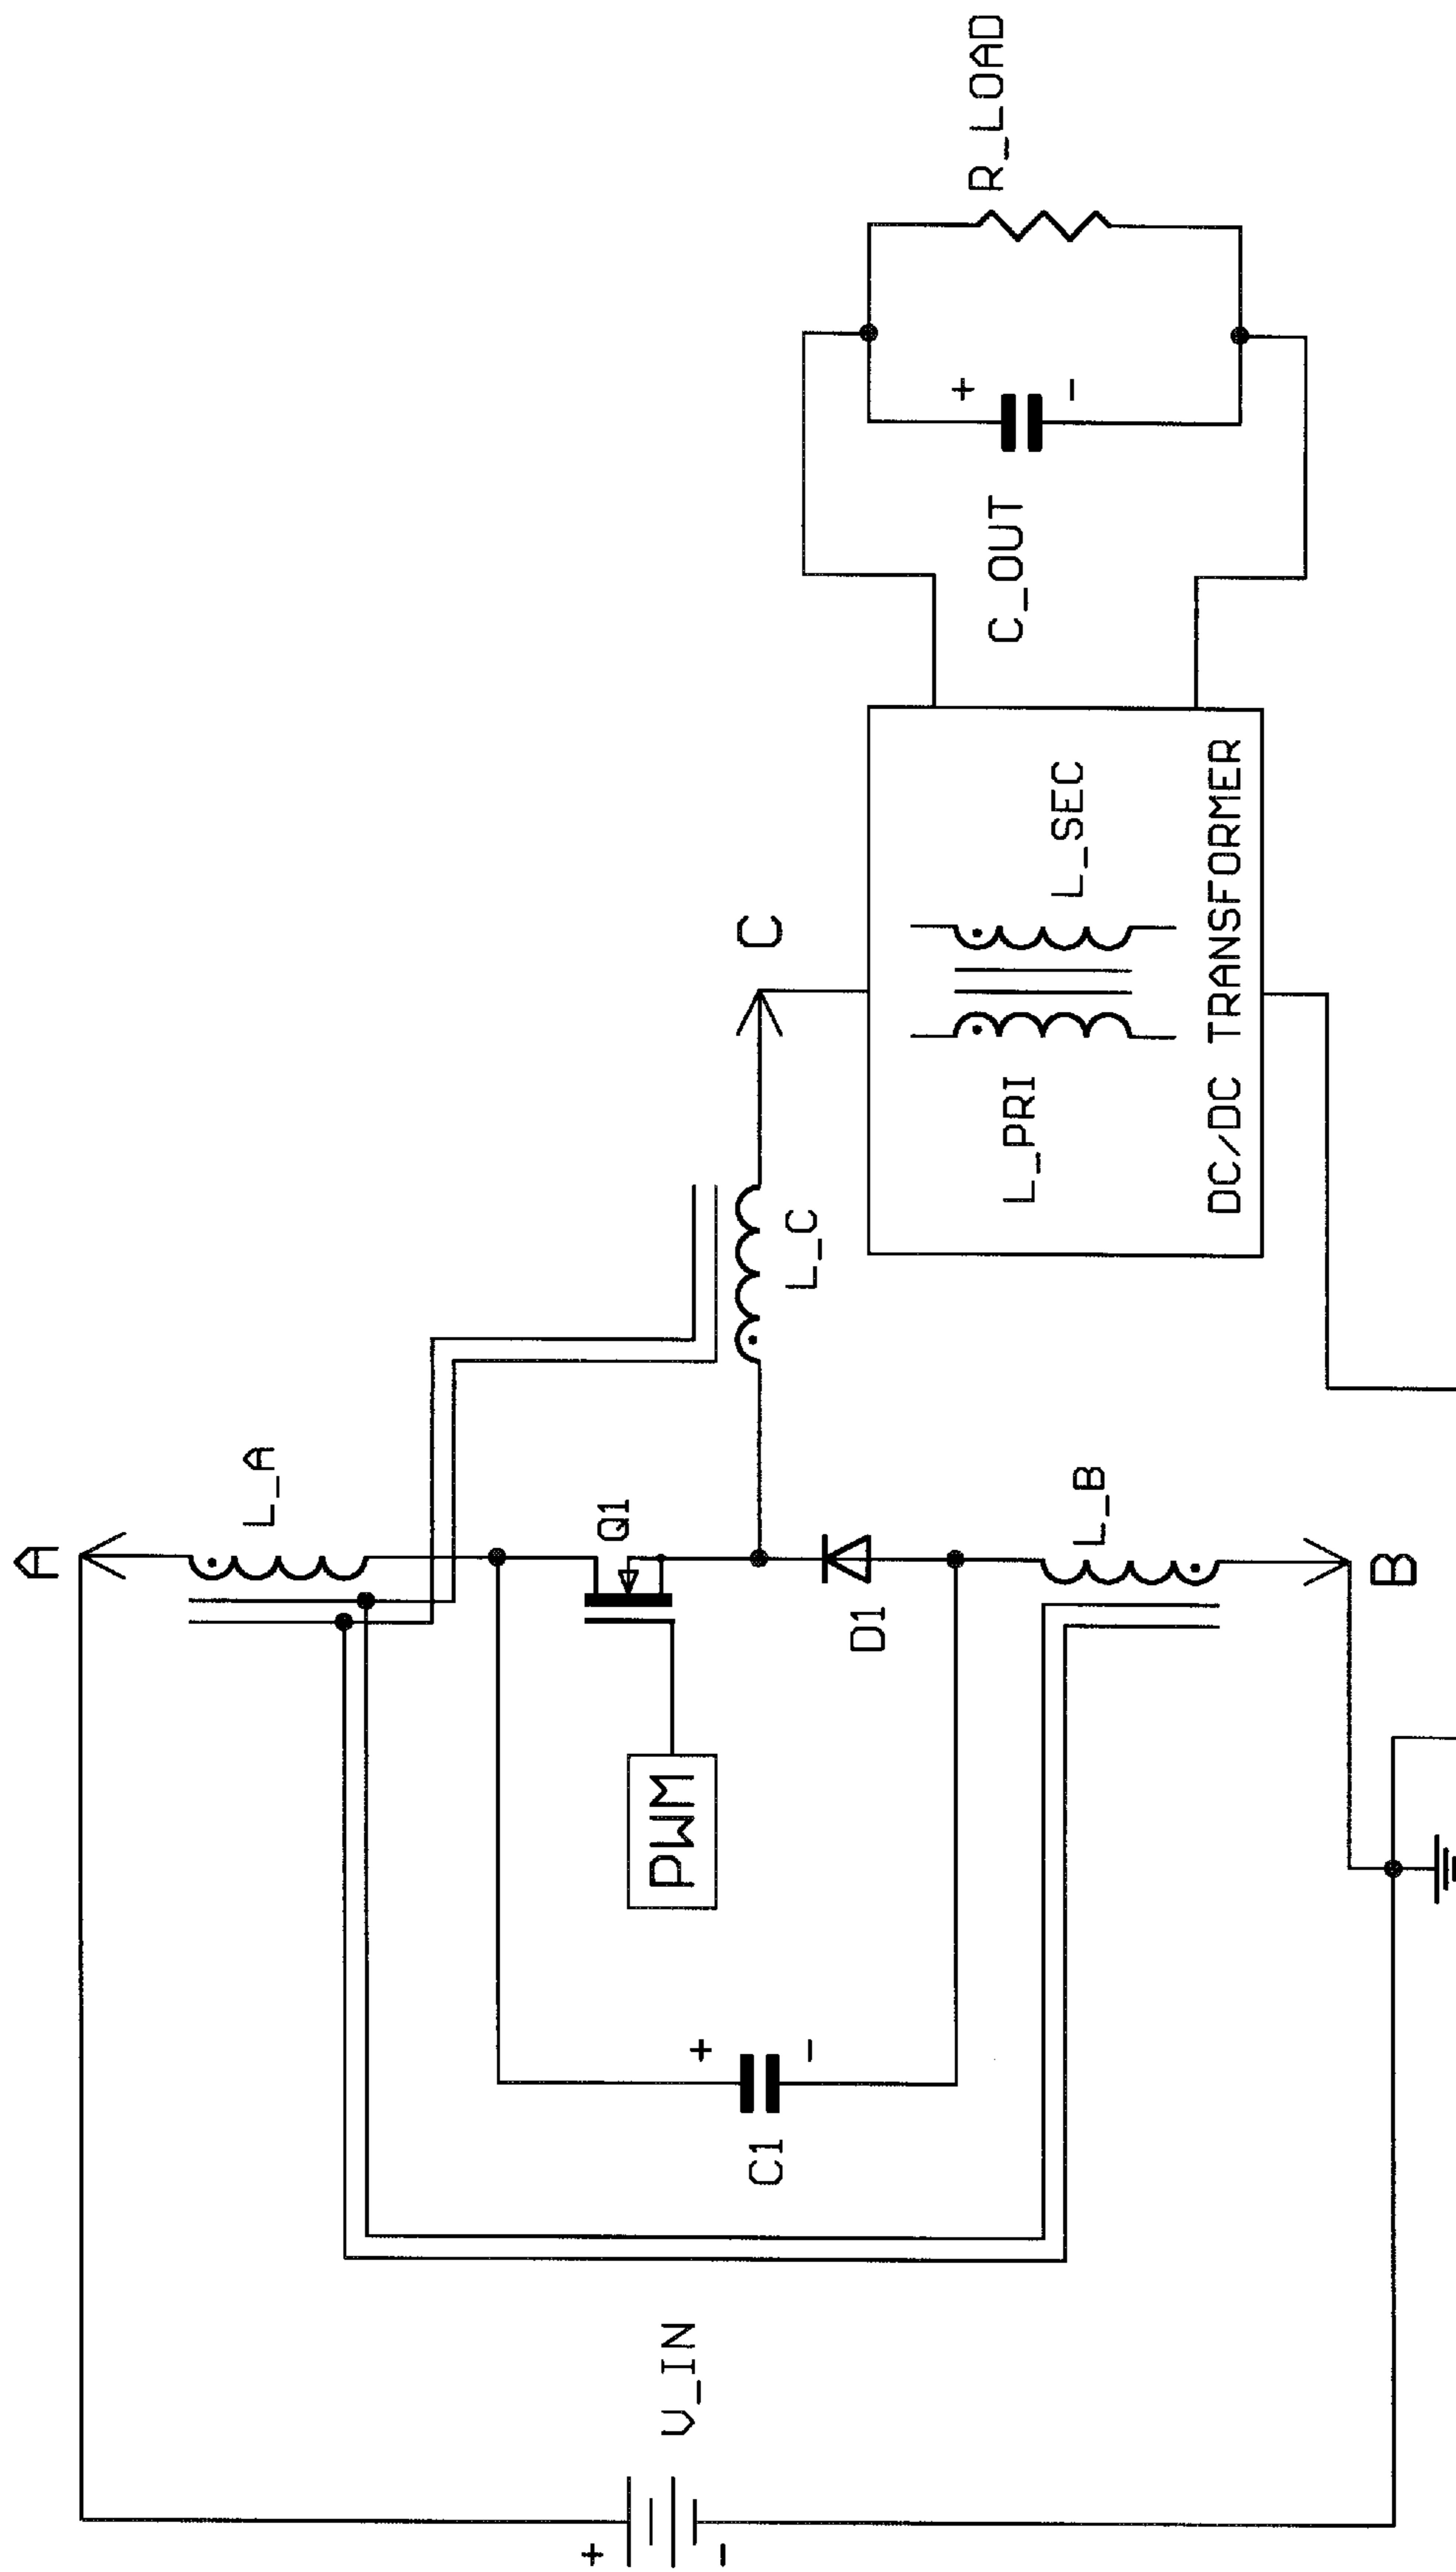 A
L_A
Q1
PWM
C1
D1
L_B
B
V_IN
+
-
+
-
L_C
C
L_PRI
L_SEC
DC/DC TRANSFORMER
C_OUT
+
-
R_LOAD